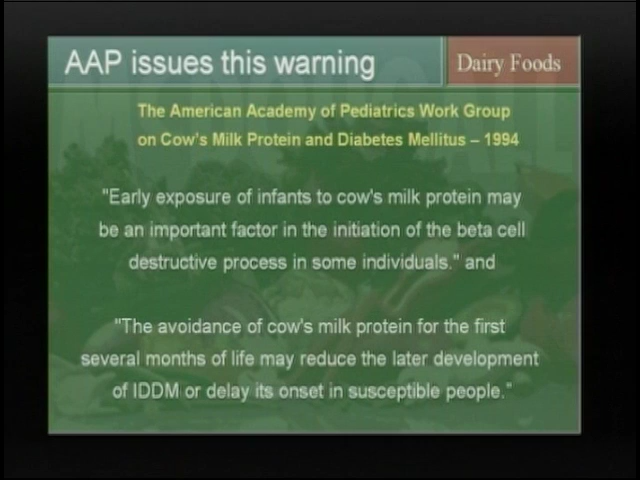 AAP issues this warning
Dairy Foods
The American Academy of Pediatrics Work Group
on Cow's Milk Protein and Diabetes Mellitus – 1994
"Early exposure of infants to cow's milk protein may
be an important factor in the initiation of the beta cell
destructive process in some individuals." and
"The avoidance of cow's milk protein for the first
several months of life may reduce the later development
of IDDM or delay its onset in susceptible people."